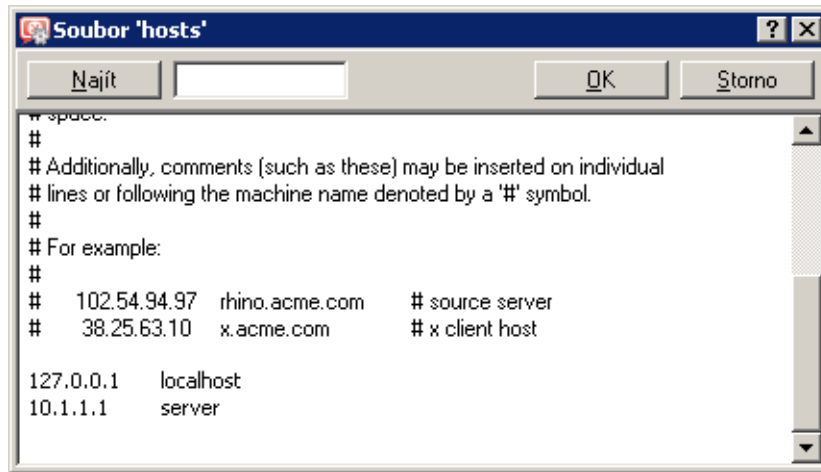 Soubor 'hosts'
Najít OK Storno
# space.
#
# Additionally, comments (such as these) may be inserted on individual
# lines or following the machine name denoted by a '#' symbol.
#
# For example:
#
# 102.54.94.97 rhino.acme.com # source server
# 38.25.63.10 x.acme.com # x client host
127.0.0.1 localhost
10.1.1.1 server